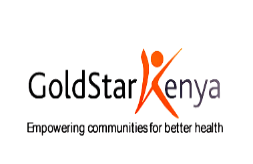 GoldStar Kenya
Empowering communities for better health